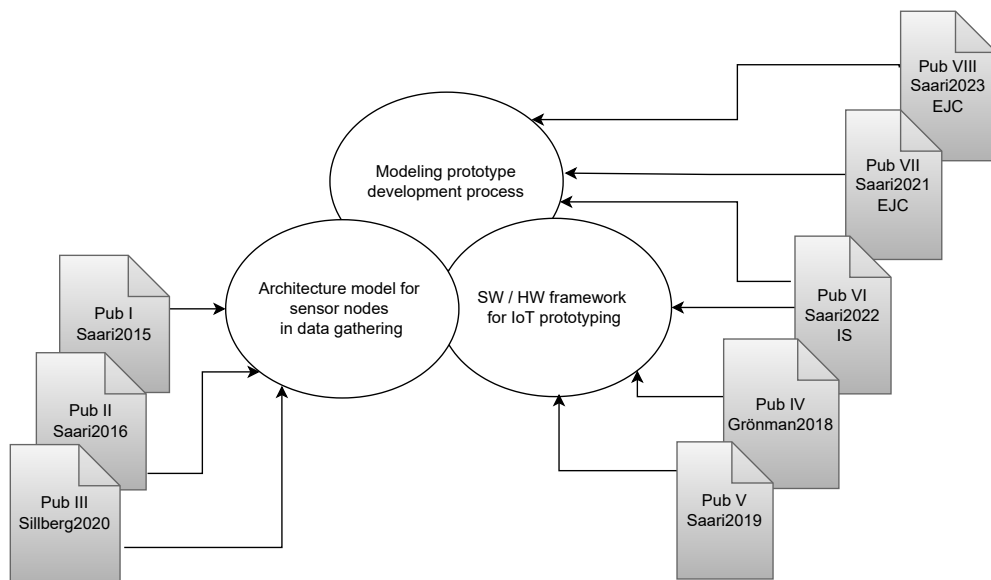 Pub VIII
Saari2023
EJC
Modeling prototype
development process
Pub VII
Saari2021
EJC
Architecture model for
sensor nodes
in data gathering
SW / HW framework
for IoT prototyping
Pub VI
Saari2022
IS
Pub I
Saari2015
Pub II
Saari2016
Pub IV
Grönman2018
Pub III
Sillberg2020
Pub V
Saari2019